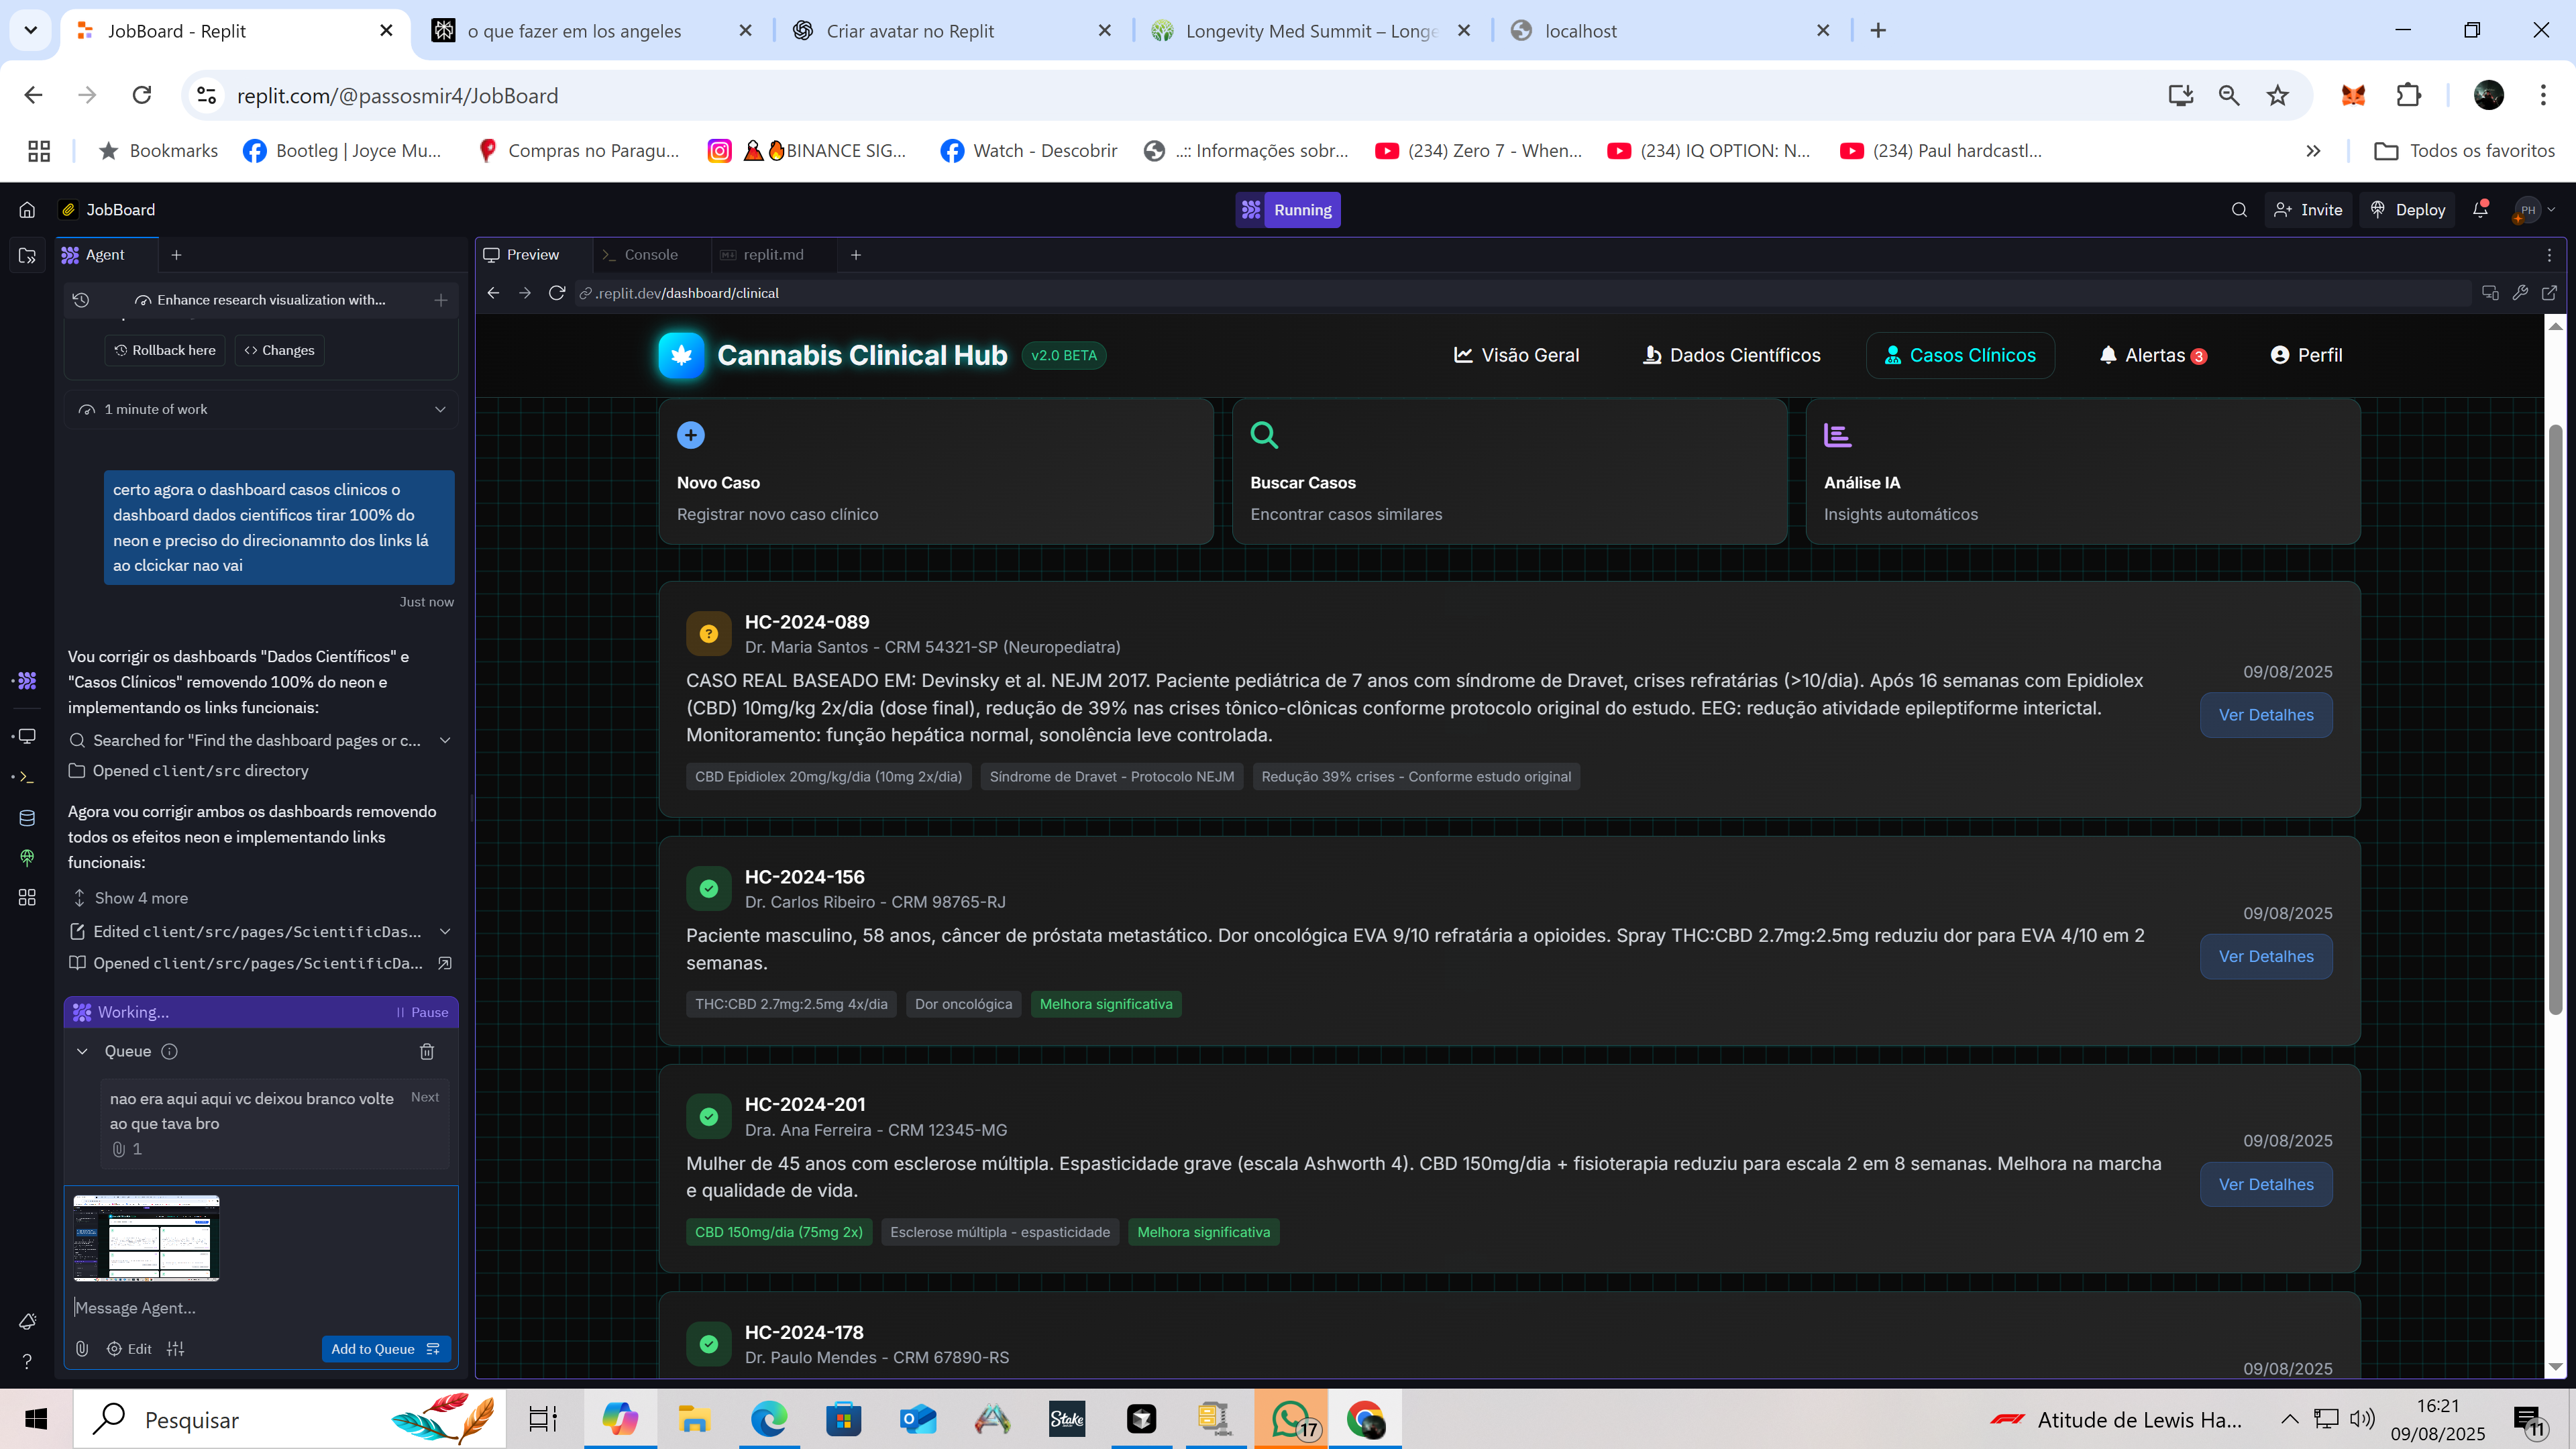 JobBoard - Replit
o que fazer em los angeles
Criar avatar no Replit
Longevity Med Summit – Longe
localhost
replit.com/@passosmir4/JobBoard
Bookmarks
Bootleg | Joyce Mu...
Compras no Paragu...
BINANCE SIG...
Watch - Descobrir
..:: Informações sobr...
(234) Zero 7 - When...
(234) IQ OPTION: N...
(234) Paul hardcastl...
Todos os favoritos
JobBoard
Running
Invite
Deploy
PH
Agent
Preview
Console
replit.md
Enhance research visualization with...
.replit.dev/dashboard/clinical
Rollback here
Changes
1 minute of work
certo agora o dashboard casos clinicos o
dashboard dados cientificos tirar 100% do
neon e preciso do direcionamnto dos links lá
ao clcickar nao vai
Just now
Vou corrigir os dashboards "Dados Científicos" e
"Casos Clínicos" removendo 100% do neon e
implementando os links funcionais:
Searched for "Find the dashboard pages or c...
Opened client/src directory
Agora vou corrigir ambos os dashboards removendo
todos os efeitos neon e implementando links
funcionais:
Show 4 more
Edited client/src/pages/ScientificDas...
Opened client/src/pages/ScientificDa...
Working...
Pause
Queue
nao era aqui aqui vc deixou branco volte
ao que tava bro
Next
1
Message Agent...
Edit
Add to Queue
Cannabis Clinical Hub
v2.0 BETA
Visão Geral
Dados Científicos
Casos Clínicos
Alertas 3
Perfil
Novo Caso
Registrar novo caso clínico
Buscar Casos
Encontrar casos similares
Análise IA
Insights automáticos
HC-2024-089
Dr. Maria Santos - CRM 54321-SP (Neuropediatra)
CASO REAL BASEADO EM: Devinsky et al. NEJM 2017. Paciente pediátrica de 7 anos com síndrome de Dravet, crises refratárias (>10/dia). Após 16 semanas com Epidiolex
(CBD) 10mg/kg 2x/dia (dose final), redução de 39% nas crises tônico-clônicas conforme protocolo original do estudo. EEG: redução atividade epileptiforme interictal.
Monitoramento: função hepática normal, sonolência leve controlada.
CBD Epidiolex 20mg/kg/dia (10mg 2x/dia)
Síndrome de Dravet - Protocolo NEJM
Redução 39% crises - Conforme estudo original
09/08/2025
Ver Detalhes
HC-2024-156
Dr. Carlos Ribeiro - CRM 98765-RJ
Paciente masculino, 58 anos, câncer de próstata metastático. Dor oncológica EVA 9/10 refratária a opioides. Spray THC:CBD 2.7mg:2.5mg reduziu dor para EVA 4/10 em 2
semanas.
THC:CBD 2.7mg:2.5mg 4x/dia
Dor oncológica
Melhora significativa
09/08/2025
Ver Detalhes
HC-2024-201
Dra. Ana Ferreira - CRM 12345-MG
Mulher de 45 anos com esclerose múltipla. Espasticidade grave (escala Ashworth 4). CBD 150mg/dia + fisioterapia reduziu para escala 2 em 8 semanas. Melhora na marcha
e qualidade de vida.
CBD 150mg/dia (75mg 2x)
Esclerose múltipla - espasticidade
Melhora significativa
09/08/2025
Ver Detalhes
HC-2024-178
Dr. Paulo Mendes - CRM 67890-RS
09/08/2025
Pesquisar
Stake
17
Atitude de Lewis Ha...
16:21
09/08/2025
11